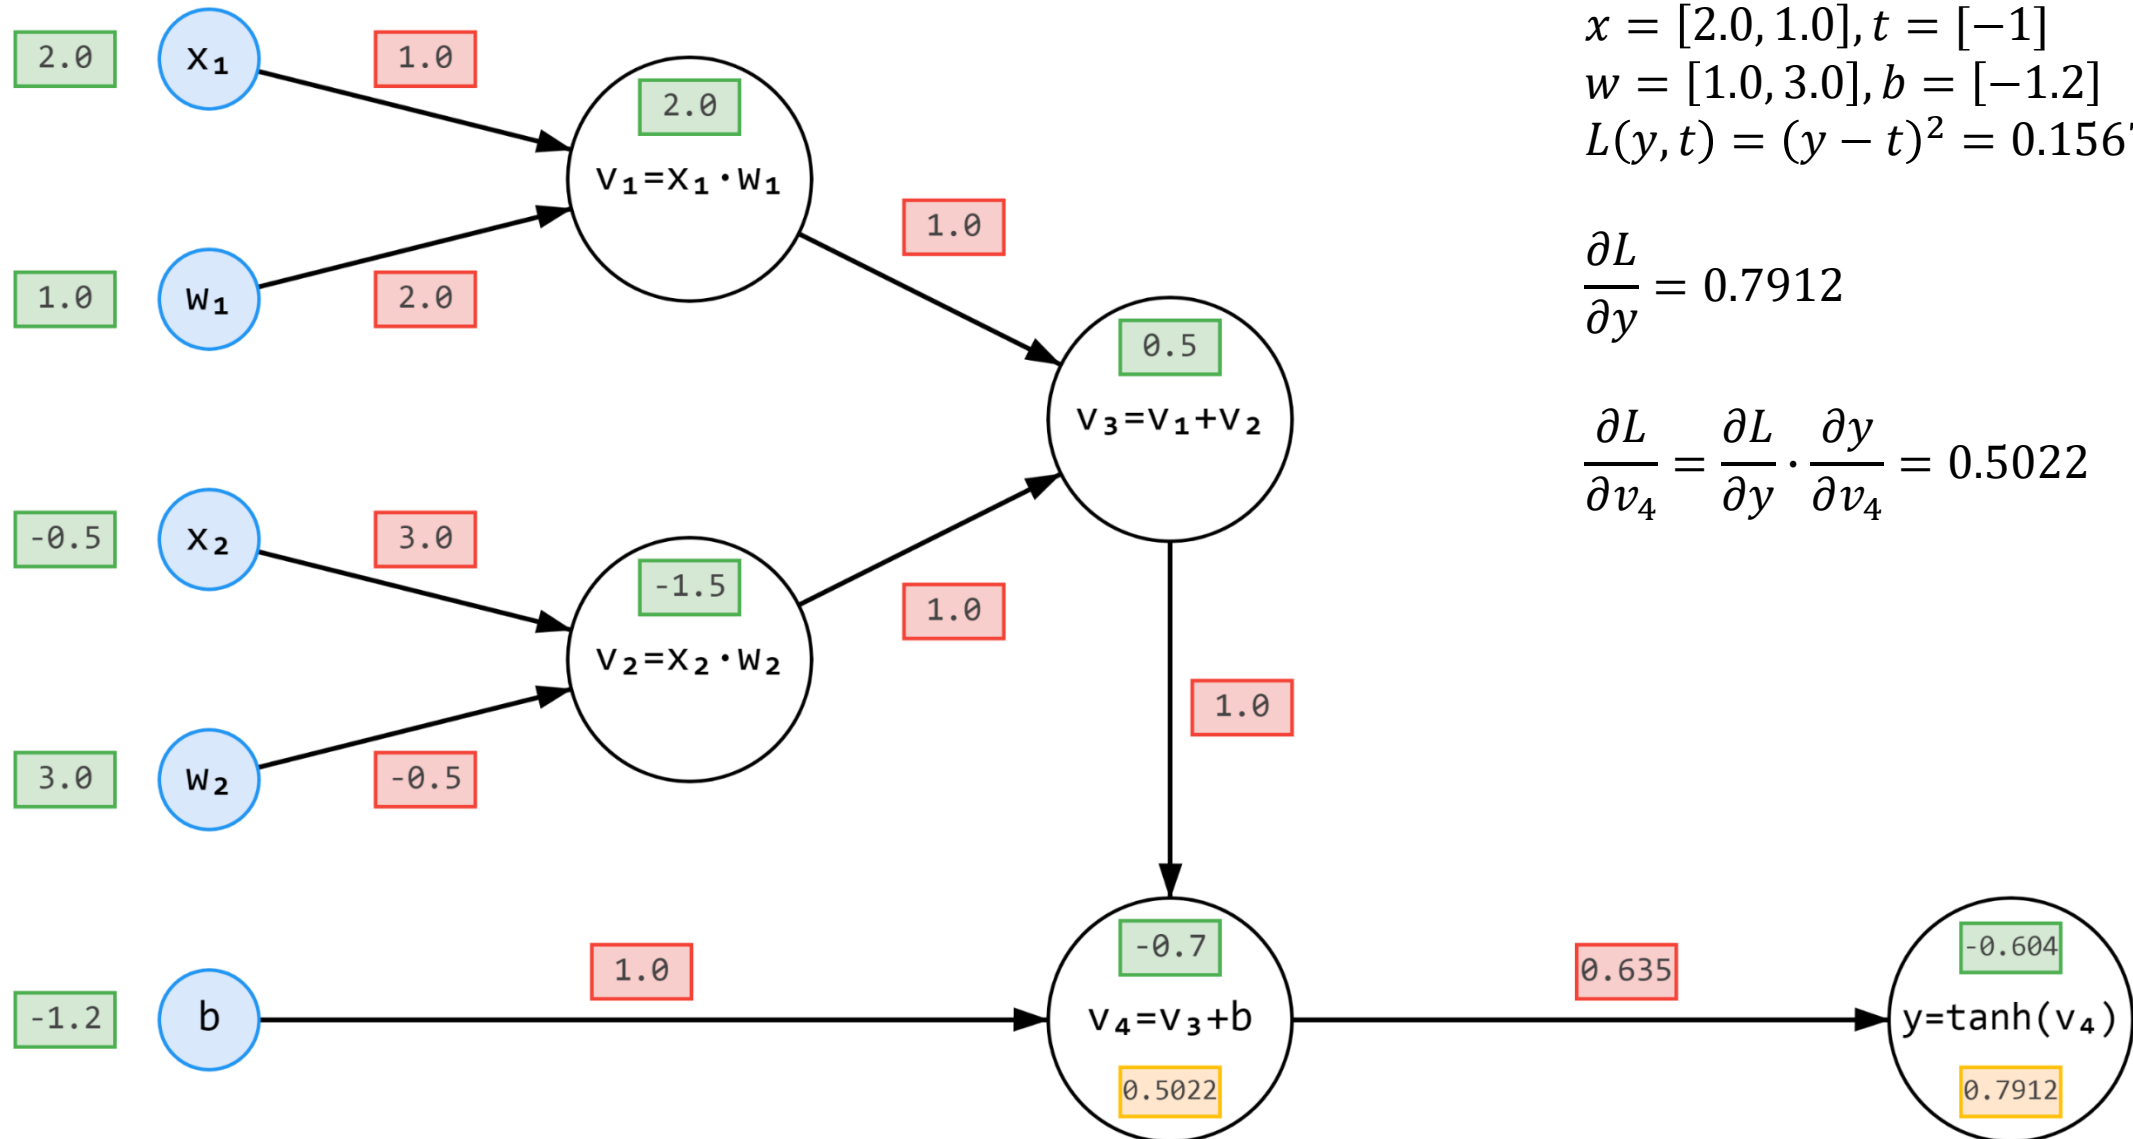 2.0
x₁
1.0
2.0
v₁=x₁·w₁
1.0
w₁
2.0
1.0
0.5
v₃=v₁+v₂
-0.5
x₂
3.0
-1.5
v₂=x₂·w₂
1.0
3.0
w₂
-0.5
1.0
-1.2
b
1.0
-0.7
v₄=v₃+b
0.5022
0.635
-0.604
y=tanh(v₄)
0.7912
x = [2.0, 1.0], t = [−1]
w = [1.0, 3.0], b = [−1.2]
L(y, t) = (y − t)² = 0.156
∂L/∂y = 0.7912
∂L/∂v₄ = ∂L/∂y · ∂y/∂v₄ = 0.5022